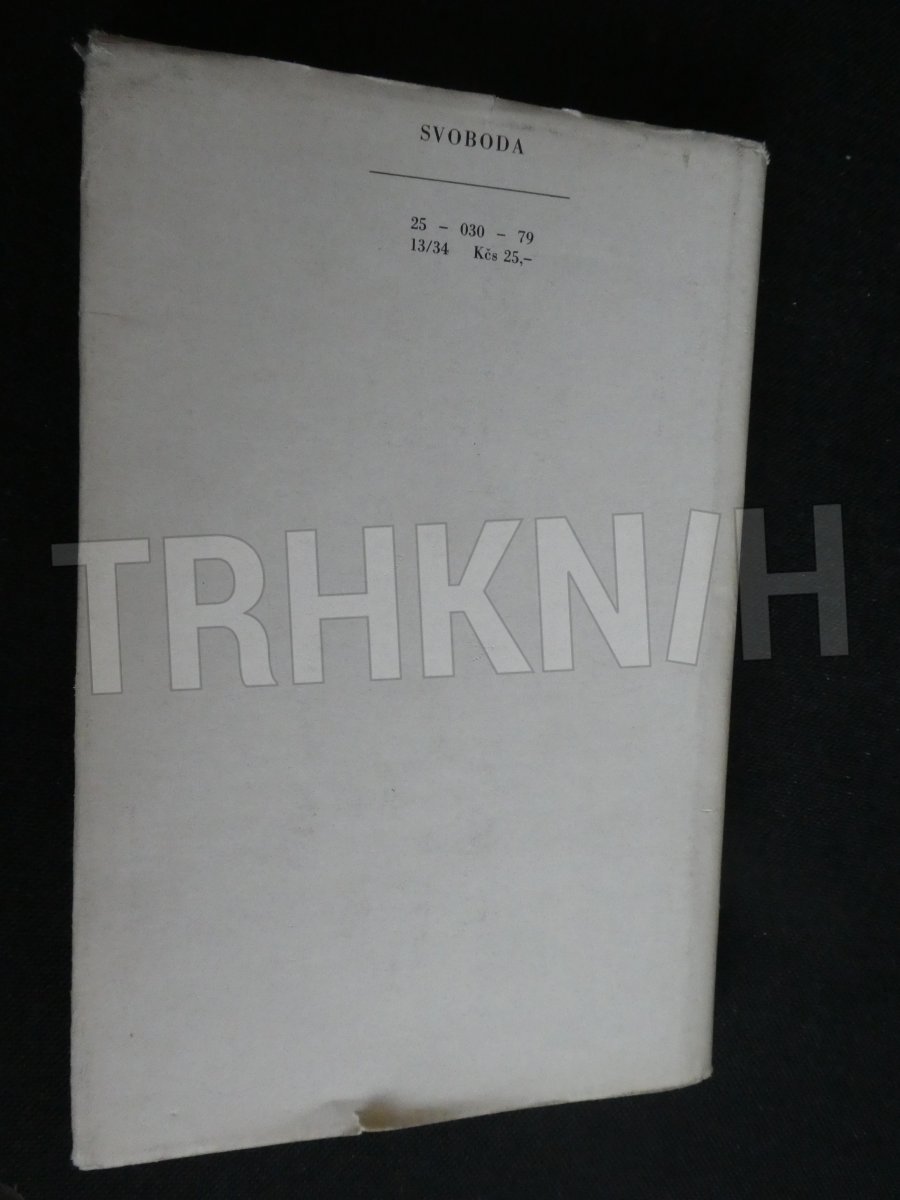 SVOBODA
25 – 030 – 79
13/34 Kčs 25,–
TRHKNIH